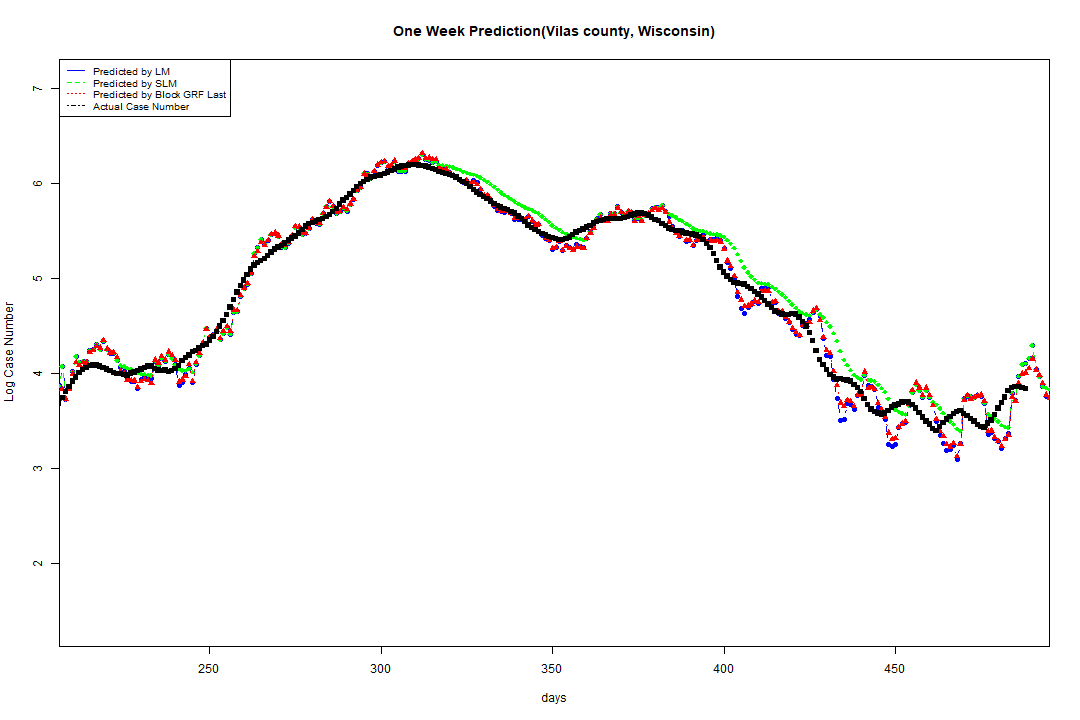 One Week Prediction(Vilas county, Wisconsin)
Predicted by LM
Predicted by SLM
Predicted by Block GRF Last
Actual Case Number
7
6
5
4
3
2
Log Case Number
250
300
350
400
450
days